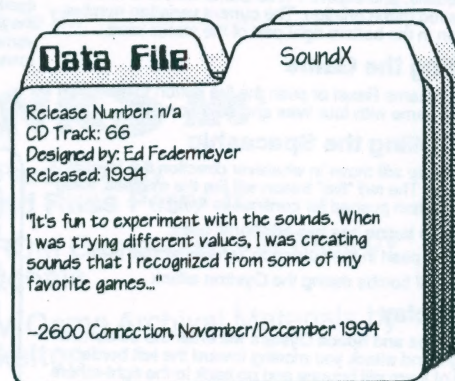 Data File
SoundX
Release Number: n/a
CD Track: 66
Designed by: Ed Federmeyer
Released: 1994
"It's fun to experiment with the sounds. When
I was trying different values, I was creating
sounds that I recognized from some of my
favorite games..."
–2600 Connection, November/December 1994